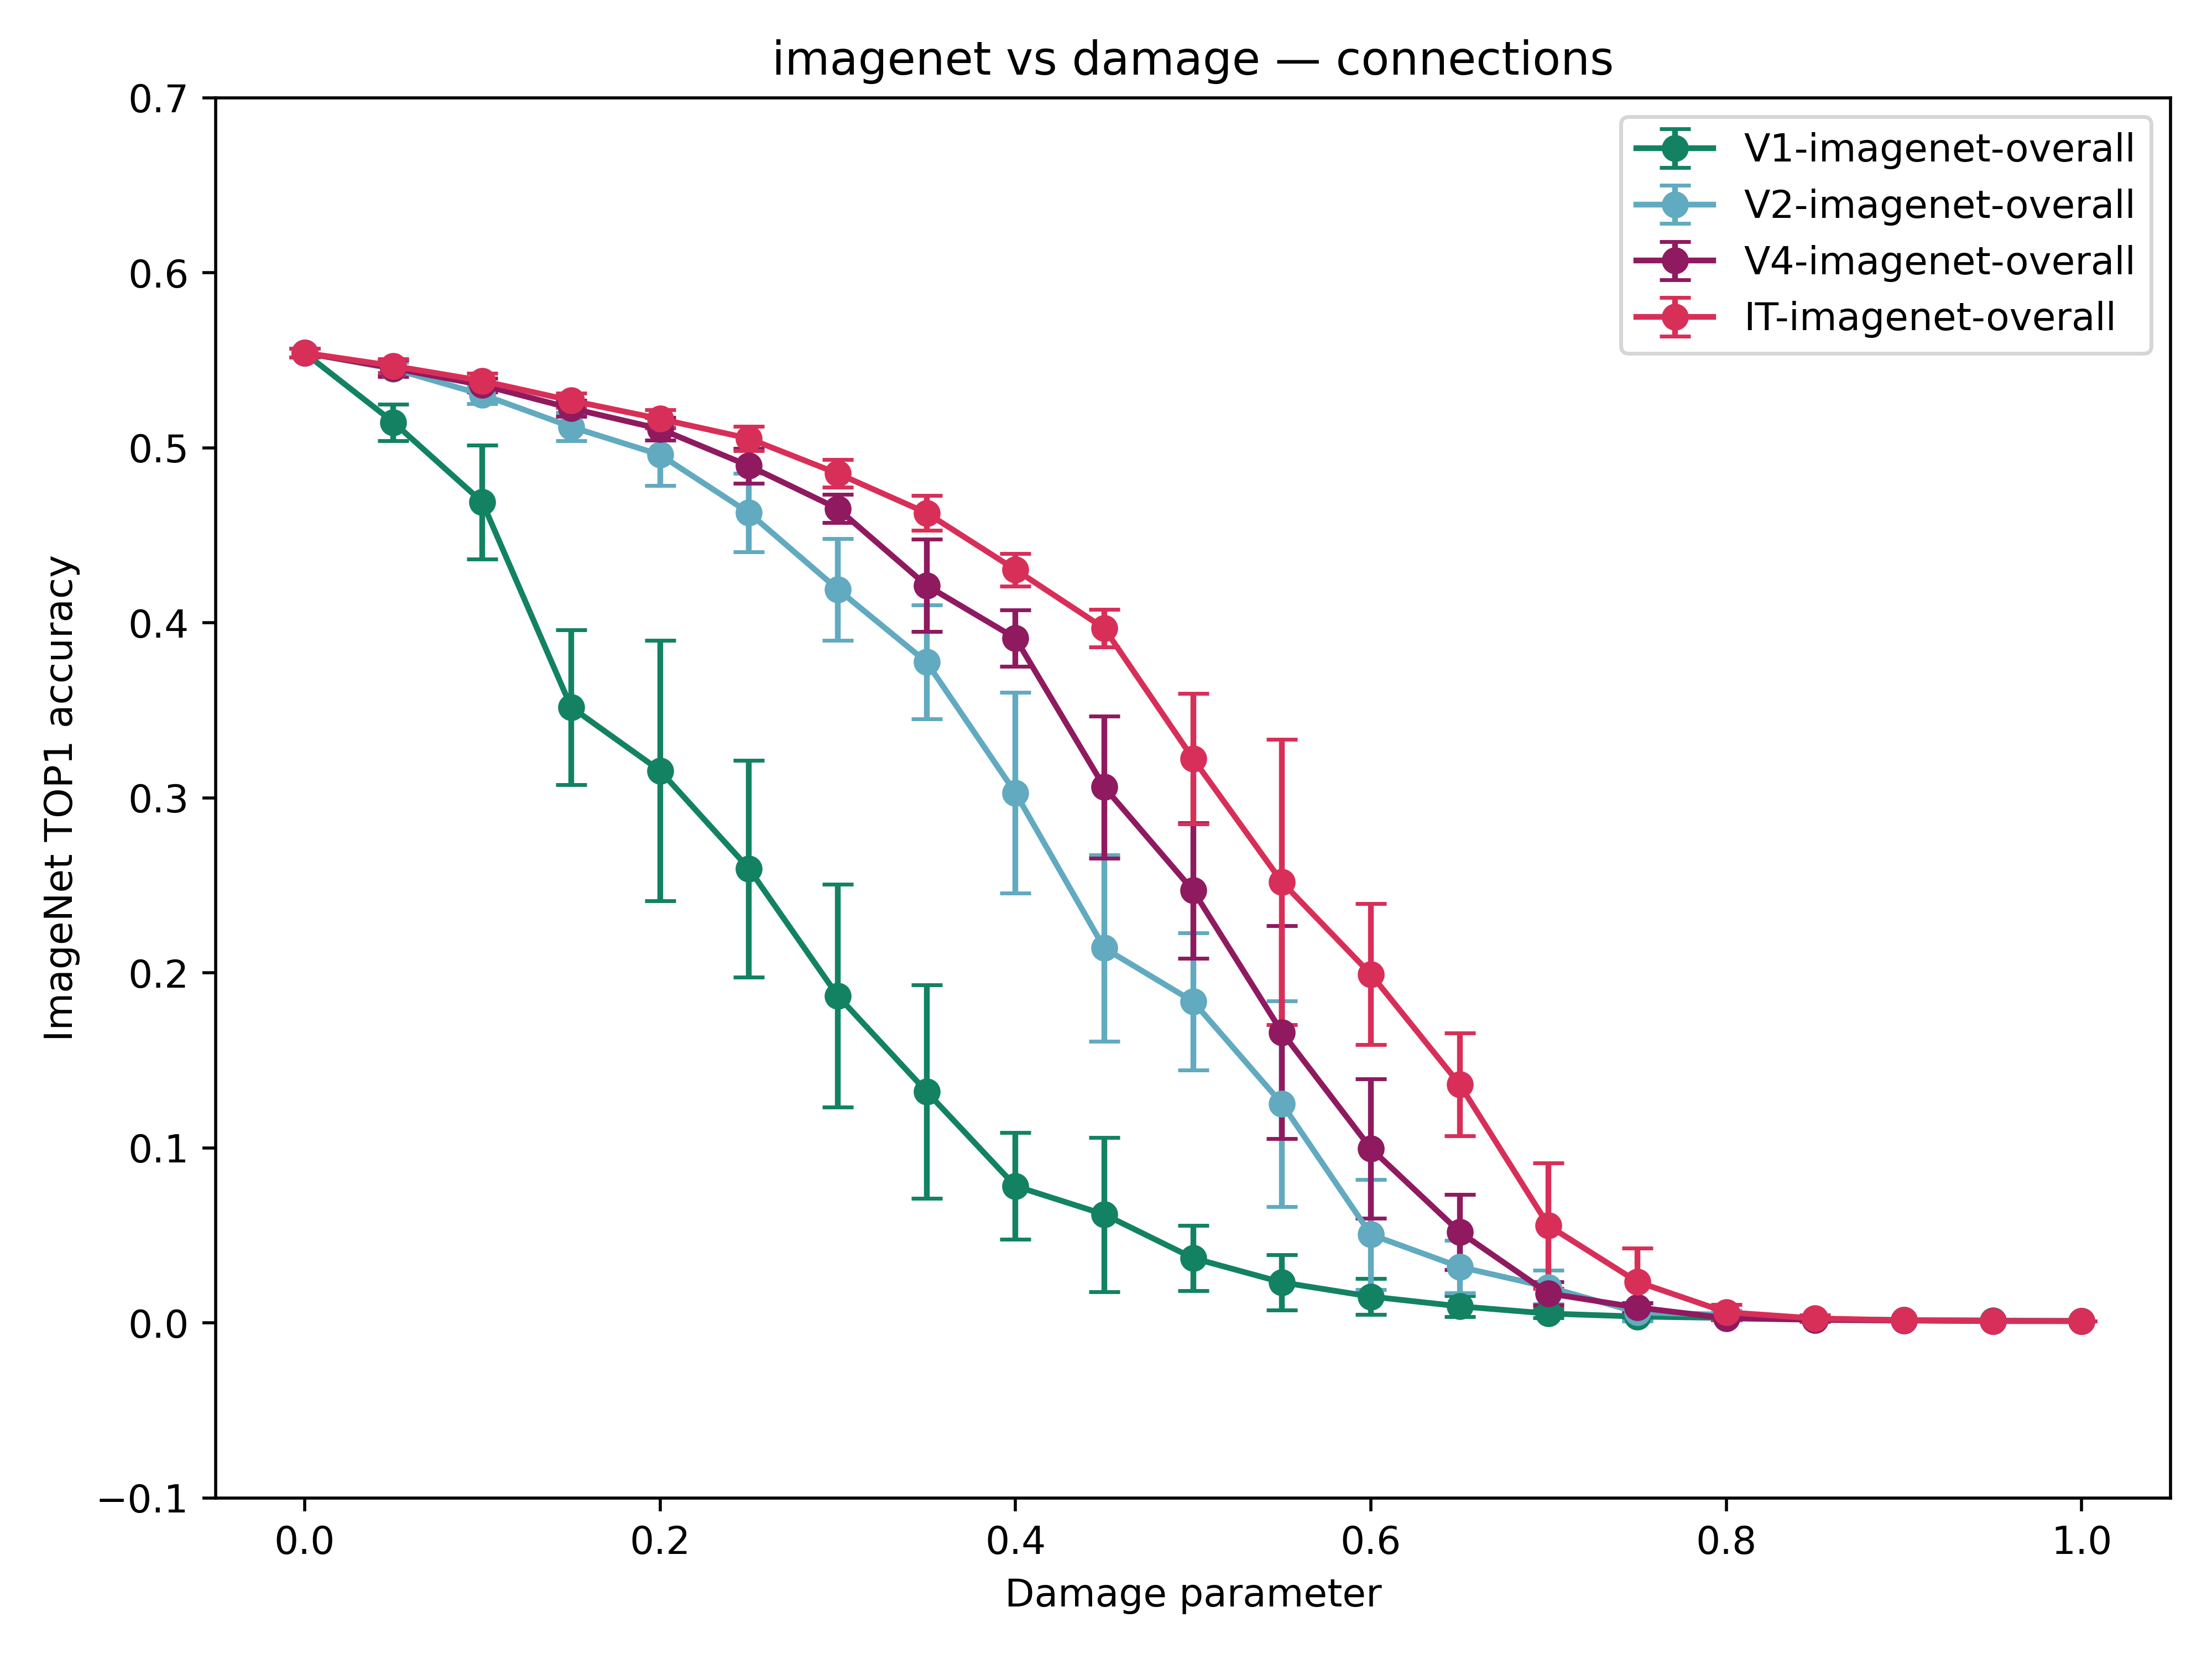 imagenet vs damage — connections
0.7
0.6
0.5
0.4
0.3
0.2
0.1
0.0
−0.1
ImageNet TOP1 accuracy
V1-imagenet-overall
V2-imagenet-overall
V4-imagenet-overall
IT-imagenet-overall
0.0 0.2 0.4 0.6 0.8 1.0
Damage parameter